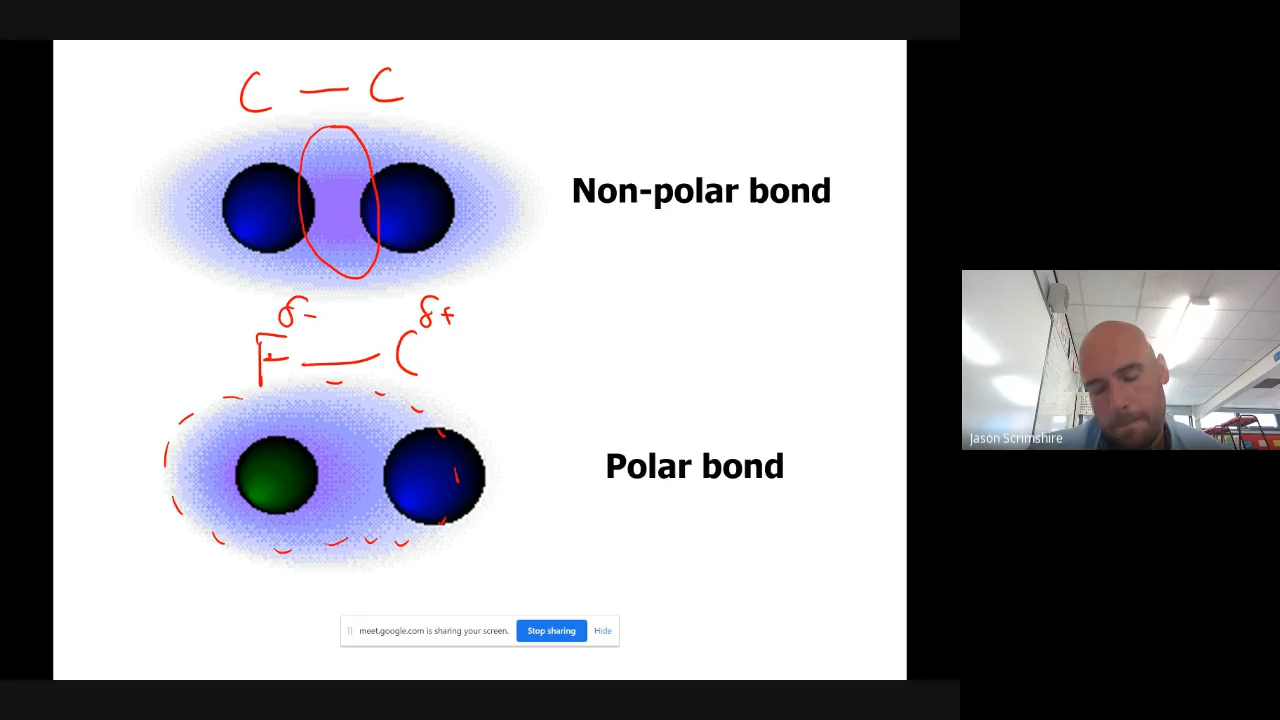 C — C
Non-polar bond
δ- δ+
F — C
Polar bond
Jason Scrimshire
meet.google.com is sharing your screen. Stop sharing Hide